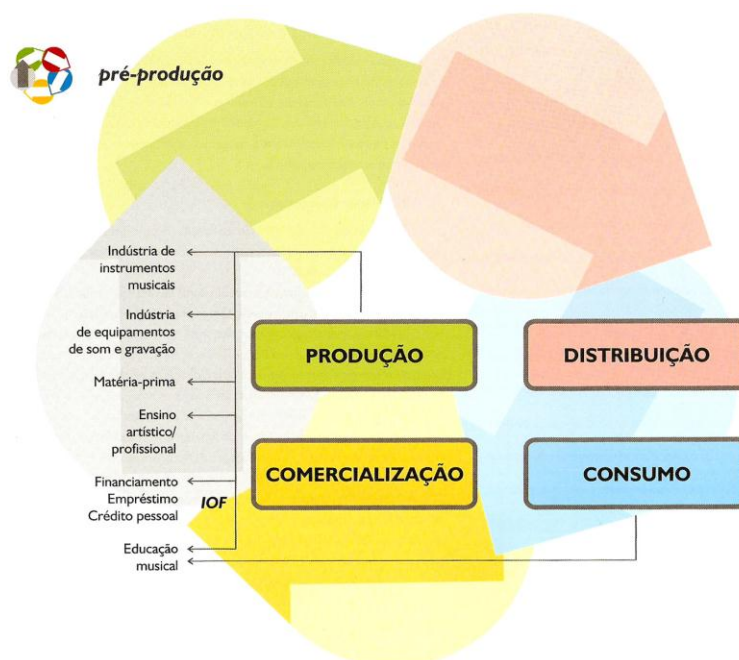 pré-produção
Indústria de
instrumentos
musicais
Indústria
de equipamentos
de som e gravação
Matéria-prima
Ensino
artístico/
profissional
Financiamento
Empréstimo
Crédito pessoal
IOF
Educação
musical
PRODUÇÃO
DISTRIBUIÇÃO
COMERCIALIZAÇÃO
CONSUMO